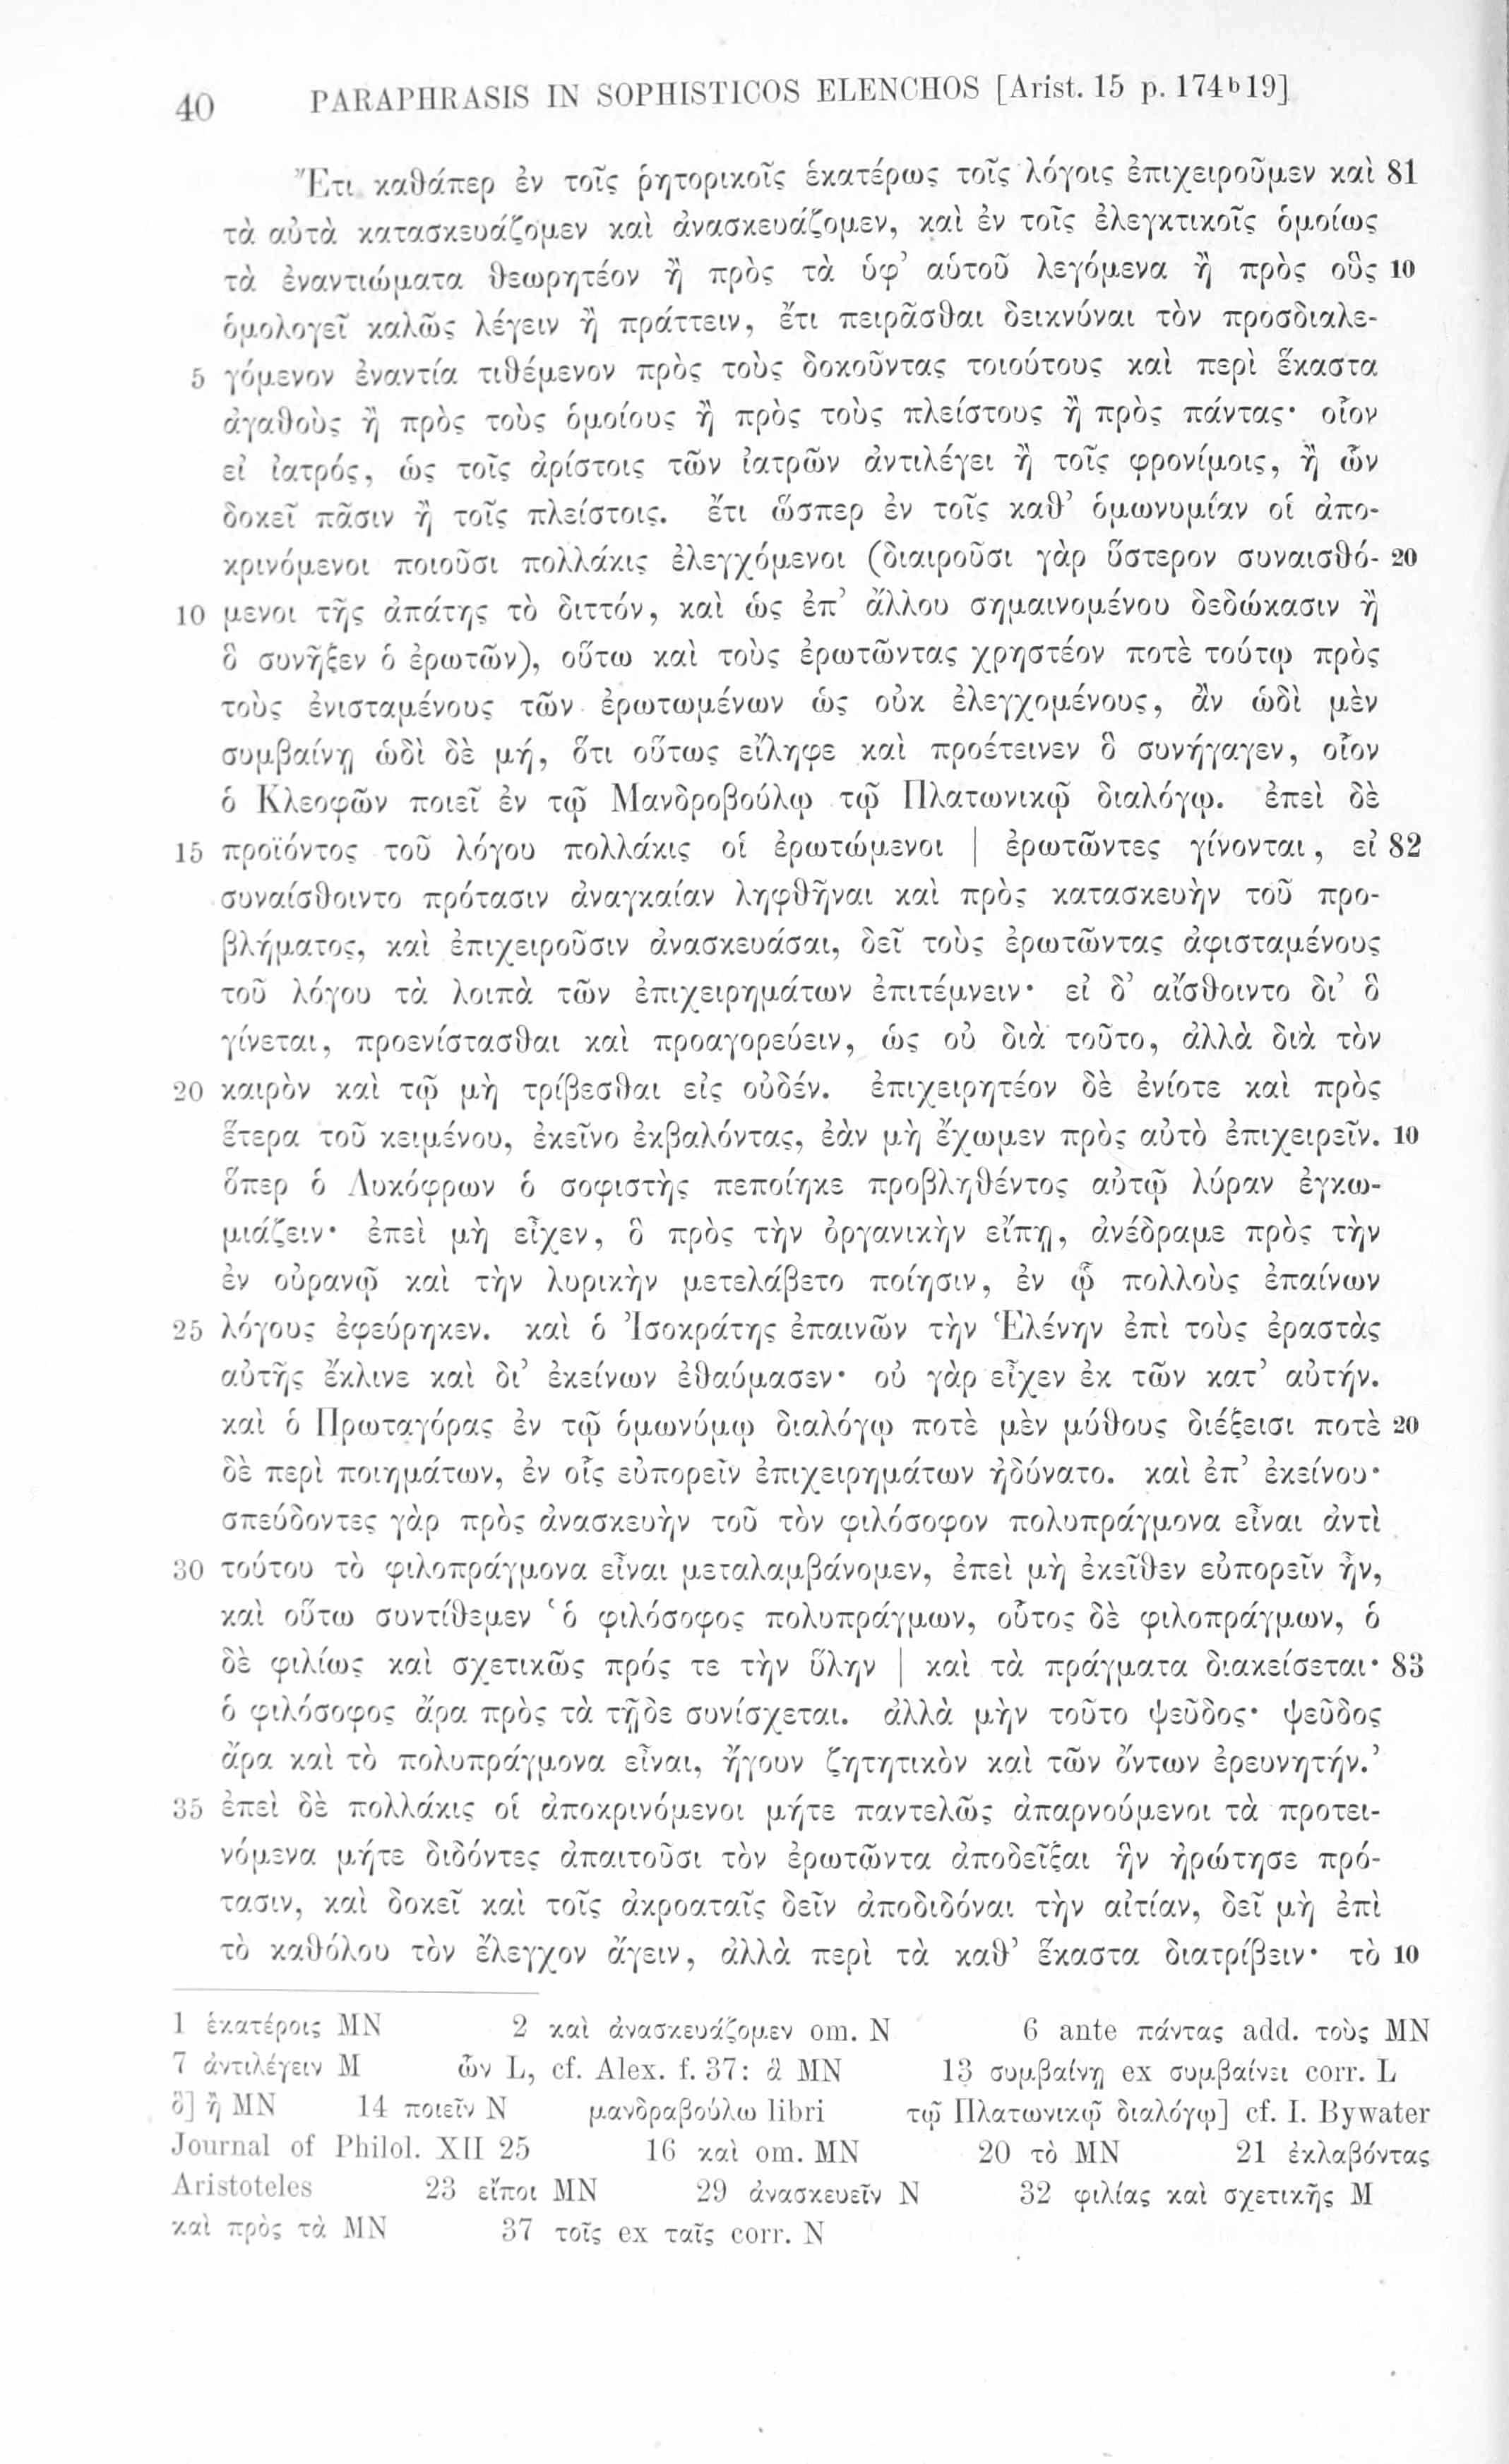 40 PARAPHRASIS IN SOPHISTICOS ELENCHOS [Arist. 15 p. 174ᵇ19]
Ἔτι καθάπερ ἐν τοῖς ῥητορικοῖς ἑκατέρως τοῖς λόγοις ἐπιχειροῦμεν καὶ 81
τὰ αὐτὰ κατασκευάζομεν καὶ ἀνασκευάζομεν, καὶ ἐν τοῖς ἐλεγκτικοῖς ὁμοίως
τὰ ἐναντιώματα θεωρητέον ἢ πρὸς τὰ ὑφ’ αὑτοῦ λεγόμενα ἢ πρὸς οὓς 10
ὁμολογεῖ καλῶς λέγειν ἢ πράττειν, ἔτι πειρᾶσθαι δεικνύναι τὸν προσδιαλε-
5 γόμενον ἐναντία τιθέμενον πρὸς τοὺς δοκοῦντας τοιούτους καὶ περὶ ἕκαστα
ἀγαθοὺς ἢ πρὸς τοὺς ὁμοίους ἢ πρὸς τοὺς πλείστους ἢ πρὸς πάντας· οἷον
εἰ ἰατρός, ὡς τοῖς ἀρίστοις τῶν ἰατρῶν ἀντιλέγει ἢ τοῖς φρονίμοις, ἢ ὧν
δοκεῖ πᾶσιν ἢ τοῖς πλείστοις. ἔτι ὥσπερ ἐν τοῖς καθ’ ὁμωνυμίαν οἱ ἀπο-
κρινόμενοι ποιοῦσι πολλάκις ἐλεγχόμενοι (διαιροῦσι γὰρ ὕστερον συναισθό- 20
10 μενοι τῆς ἀπάτης τὸ διττόν, καὶ ὡς ἐπ’ ἄλλου σημαινομένου δεδώκασιν ἢ
ὃ συνῆξεν ὁ ἐρωτῶν), οὕτω καὶ τοὺς ἐρωτῶντας χρηστέον ποτὲ τούτῳ πρὸς
τοὺς ἐνισταμένους τῶν ἐρωτωμένων ὡς οὐκ ἐλεγχομένους, ἂν ὡδὶ μὲν
συμβαίνῃ ὡδὶ δὲ μή, ὅτι οὕτως εἴληφε καὶ προέτεινεν ὃ συνήγαγεν, οἷον
ὁ Κλεοφῶν ποιεῖ ἐν τῷ Μανδροβούλῳ τῷ Πλατωνικῷ διαλόγῳ. ἐπεὶ δὲ
15 προϊόντος τοῦ λόγου πολλάκις οἱ ἐρωτώμενοι | ἐρωτῶντες γίνονται, εἰ 82
συναίσθοιντο πρότασιν ἀναγκαίαν ληφθῆναι καὶ πρὸς κατασκευὴν τοῦ προ-
βλήματος, καὶ ἐπιχειροῦσιν ἀνασκευάσαι, δεῖ τοὺς ἐρωτῶντας ἀφισταμένους
τοῦ λόγου τὰ λοιπὰ τῶν ἐπιχειρημάτων ἐπιτέμνειν· εἰ δ’ αἴσθοιντο δι’ ὃ
γίνεται, προενίστασθαι καὶ προαγορεύειν, ὡς οὐ διὰ τοῦτο, ἀλλὰ διὰ τὸν
20 καιρὸν καὶ τῷ μὴ τρίβεσθαι εἰς οὐδέν. ἐπιχειρητέον δὲ ἐνίοτε καὶ πρὸς
ἕτερα τοῦ κειμένου, ἐκεῖνο ἐκβαλόντας, ἐὰν μὴ ἔχωμεν πρὸς αὐτὸ ἐπιχειρεῖν. 10
ὅπερ ὁ Λυκόφρων ὁ σοφιστὴς πεποίηκε προβληθέντος αὐτῷ λύραν ἐγκω-
μιάζειν· ἐπεὶ μὴ εἶχεν, ὃ πρὸς τὴν ὀργανικὴν εἴπῃ, ἀνέδραμε πρὸς τὴν
ἐν οὐρανῷ καὶ τὴν λυρικὴν μετελάβετο ποίησιν, ἐν ᾧ πολλοὺς ἐπαίνων
25 λόγους ἐφεύρηκεν. καὶ ὁ Ἰσοκράτης ἐπαινῶν τὴν Ἑλένην ἐπὶ τοὺς ἐραστὰς
αὐτῆς ἔκλινε καὶ δι’ ἐκείνων ἐθαύμασεν· οὐ γὰρ εἶχεν ἐκ τῶν κατ’ αὐτήν.
καὶ ὁ Πρωταγόρας ἐν τῷ ὁμωνύμῳ διαλόγῳ ποτὲ μὲν μύθους διέξεισι ποτὲ 20
δὲ περὶ ποιημάτων, ἐν οἷς εὐπορεῖν ἐπιχειρημάτων ἠδύνατο. καὶ ἐπ’ ἐκείνου·
σπεύδοντες γὰρ πρὸς ἀνασκευὴν τοῦ τὸν φιλόσοφον πολυπράγμονα εἶναι ἀντὶ
30 τούτου τὸ φιλοπράγμονα εἶναι μεταλαμβάνομεν, ἐπεὶ μὴ ἐκεῖθεν εὐπορεῖν ἦν,
καὶ οὕτω συντίθεμεν ‘ὁ φιλόσοφος πολυπράγμων, οὗτος δὲ φιλοπράγμων, ὁ
δὲ φιλίως καὶ σχετικῶς πρός τε τὴν ὕλην | καὶ τὰ πράγματα διακείσεται· 83
ὁ φιλόσοφος ἄρα πρὸς τὰ τῇδε συνίσχεται. ἀλλὰ μὴν τοῦτο ψεῦδος· ψεῦδος
ἄρα καὶ τὸ πολυπράγμονα εἶναι, ἤγουν ζητητικὸν καὶ τῶν ὄντων ἐρευνητήν.’
35 ἐπεὶ δὲ πολλάκις οἱ ἀποκρινόμενοι μήτε παντελῶς ἀπαρνούμενοι τὰ προτει-
νόμενα μήτε διδόντες ἀπαιτοῦσι τὸν ἐρωτῶντα ἀποδεῖξαι ἣν ἠρώτησε πρό-
τασιν, καὶ δοκεῖ καὶ τοῖς ἀκροαταῖς δεῖν ἀποδιδόναι τὴν αἰτίαν, δεῖ μὴ ἐπὶ
τὸ καθόλου τὸν ἔλεγχον ἄγειν, ἀλλὰ περὶ τὰ καθ’ ἕκαστα διατρίβειν· τὸ 10
1 ἑκατέροις MN 2 καὶ ἀνασκευάζομεν om. N 6 ante πάντας add. τοὺς MN
7 ἀντιλέγειν M ὧν L, cf. Alex. f. 37: ἃ MN 13 συμβαίνῃ ex συμβαίνει corr. L
ὃ] ἢ MN 14 ποιεῖν N μανδραβούλω libri τῷ Πλατωνικῷ διαλόγῳ] cf. I. Bywater
Journal of Philol. XII 25 16 καὶ om. MN 20 τὸ MN 21 ἐκλαβόντας
Aristoteles 23 εἴποι MN 29 ἀνασκευεῖν N 32 φιλίας καὶ σχετικῆς M
καὶ πρὸς τὰ MN 37 τοῖς ex ταῖς corr. N